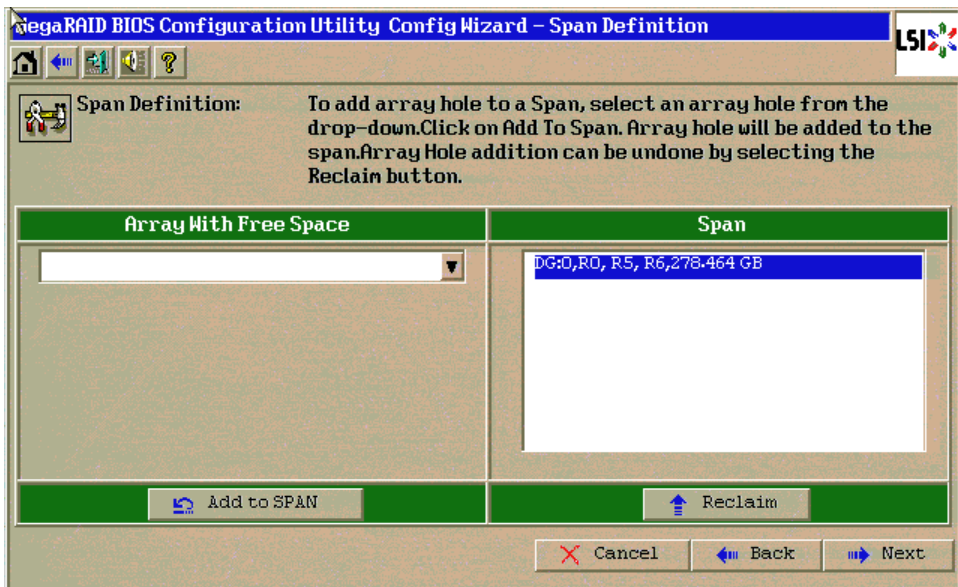 MegaRAID BIOS Configuration Utility Config Wizard - Span Definition
LSI
Span Definition:
To add array hole to a Span, select an array hole from the
drop-down.Click on Add To Span. Array hole will be added to the
span.Array Hole addition can be undone by selecting the
Reclaim button.
Array With Free Space
Span
DG:0,R0, R5, R6,278.464 GB
Add to SPAN
Reclaim
Cancel
Back
Next